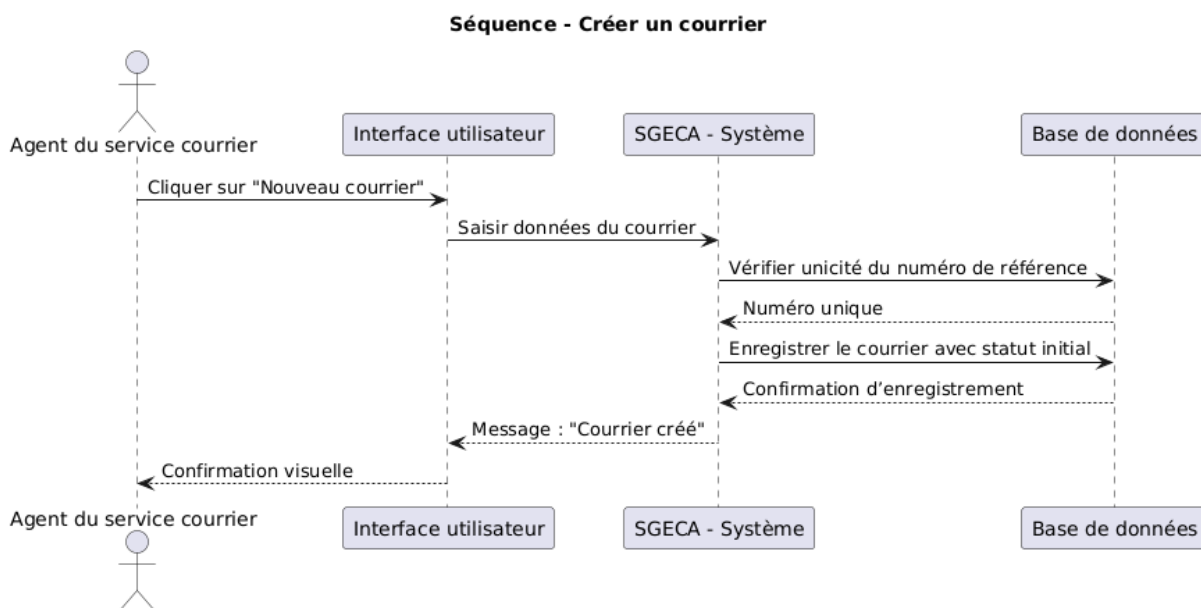 Séquence - Créer un courrier
Agent du service courrier
Interface utilisateur
SGECA - Système
Base de données
Cliquer sur "Nouveau courrier"
Saisir données du courrier
Vérifier unicité du numéro de référence
Numéro unique
Enregistrer le courrier avec statut initial
Confirmation d’enregistrement
Message : "Courrier créé"
Confirmation visuelle
Agent du service courrier
Interface utilisateur
SGECA - Système
Base de données